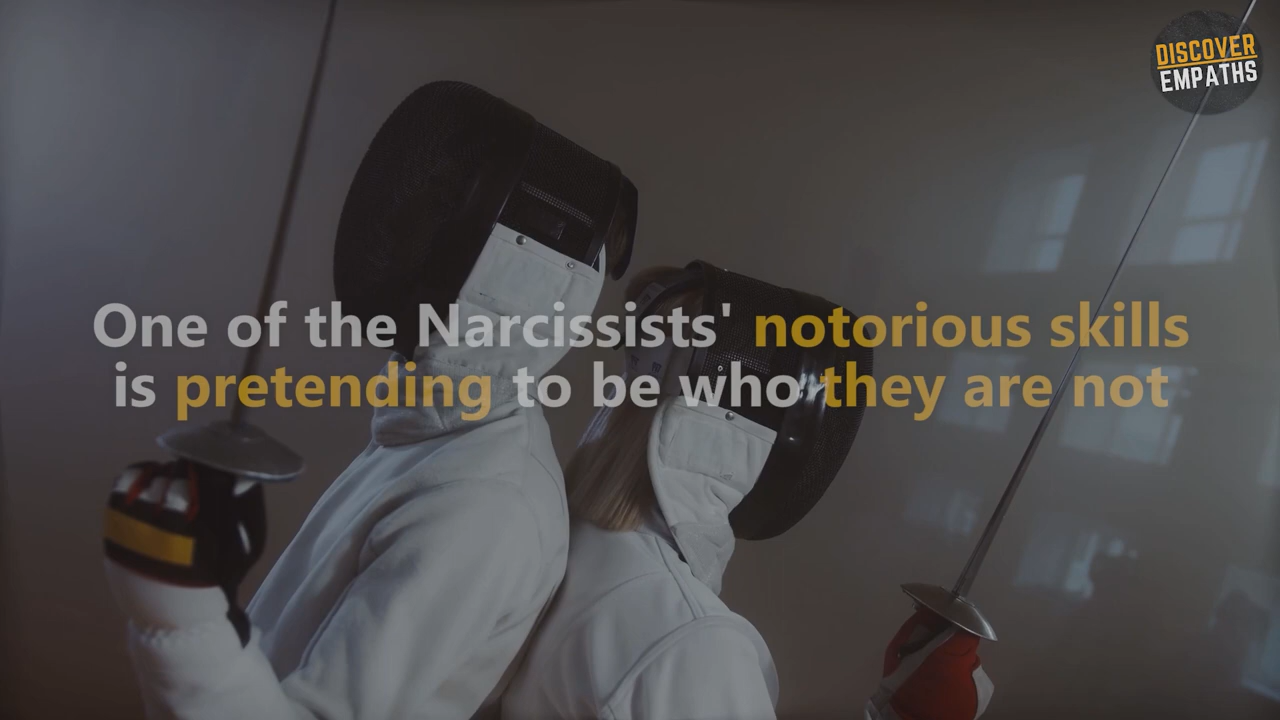 DISCOVER
EMPATHS
One of the Narcissists' notorious skills
is pretending to be who they are not